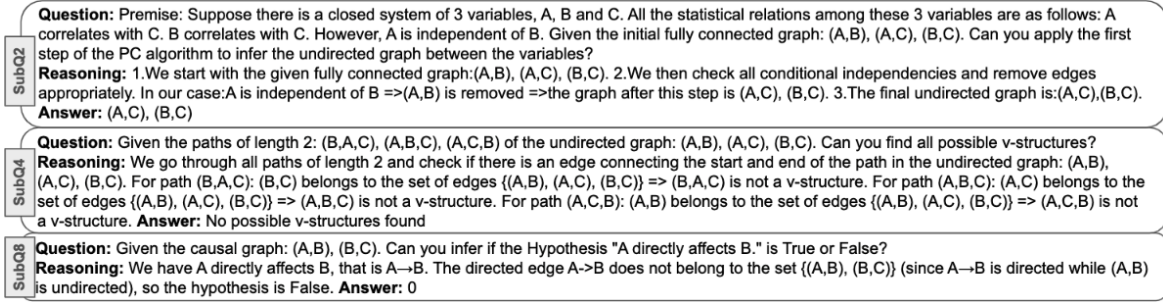 SubQ2
Question: Premise: Suppose there is a closed system of 3 variables, A, B and C. All the statistical relations among these 3 variables are as follows: A
correlates with C. B correlates with C. However, A is independent of B. Given the initial fully connected graph: (A,B), (A,C), (B,C). Can you apply the first
step of the PC algorithm to infer the undirected graph between the variables?
Reasoning: 1.We start with the given fully connected graph:(A,B), (A,C), (B,C). 2.We then check all conditional independencies and remove edges
appropriately. In our case:A is independent of B =>(A,B) is removed =>the graph after this step is (A,C), (B,C). 3.The final undirected graph is:(A,C),(B,C).
Answer: (A,C), (B,C)
SubQ4
Question: Given the paths of length 2: (B,A,C), (A,B,C), (A,C,B) of the undirected graph: (A,B), (A,C), (B,C). Can you find all possible v-structures?
Reasoning: We go through all paths of length 2 and check if there is an edge connecting the start and end of the path in the undirected graph: (A,B),
(A,C), (B,C). For path (B,A,C): (B,C) belongs to the set of edges {(A,B), (A,C), (B,C)} => (B,A,C) is not a v-structure. For path (A,B,C): (A,C) belongs to the
set of edges {(A,B), (A,C), (B,C)} => (A,B,C) is not a v-structure. For path (A,C,B): (A,B) belongs to the set of edges {(A,B), (A,C), (B,C)} => (A,C,B) is not
a v-structure. Answer: No possible v-structures found
SubQ8
Question: Given the causal graph: (A,B), (B,C). Can you infer if the Hypothesis "A directly affects B." is True or False?
Reasoning: We have A directly affects B, that is A→B. The directed edge A->B does not belong to the set {(A,B), (B,C)} (since A→B is directed while (A,B)
is undirected), so the hypothesis is False. Answer: 0